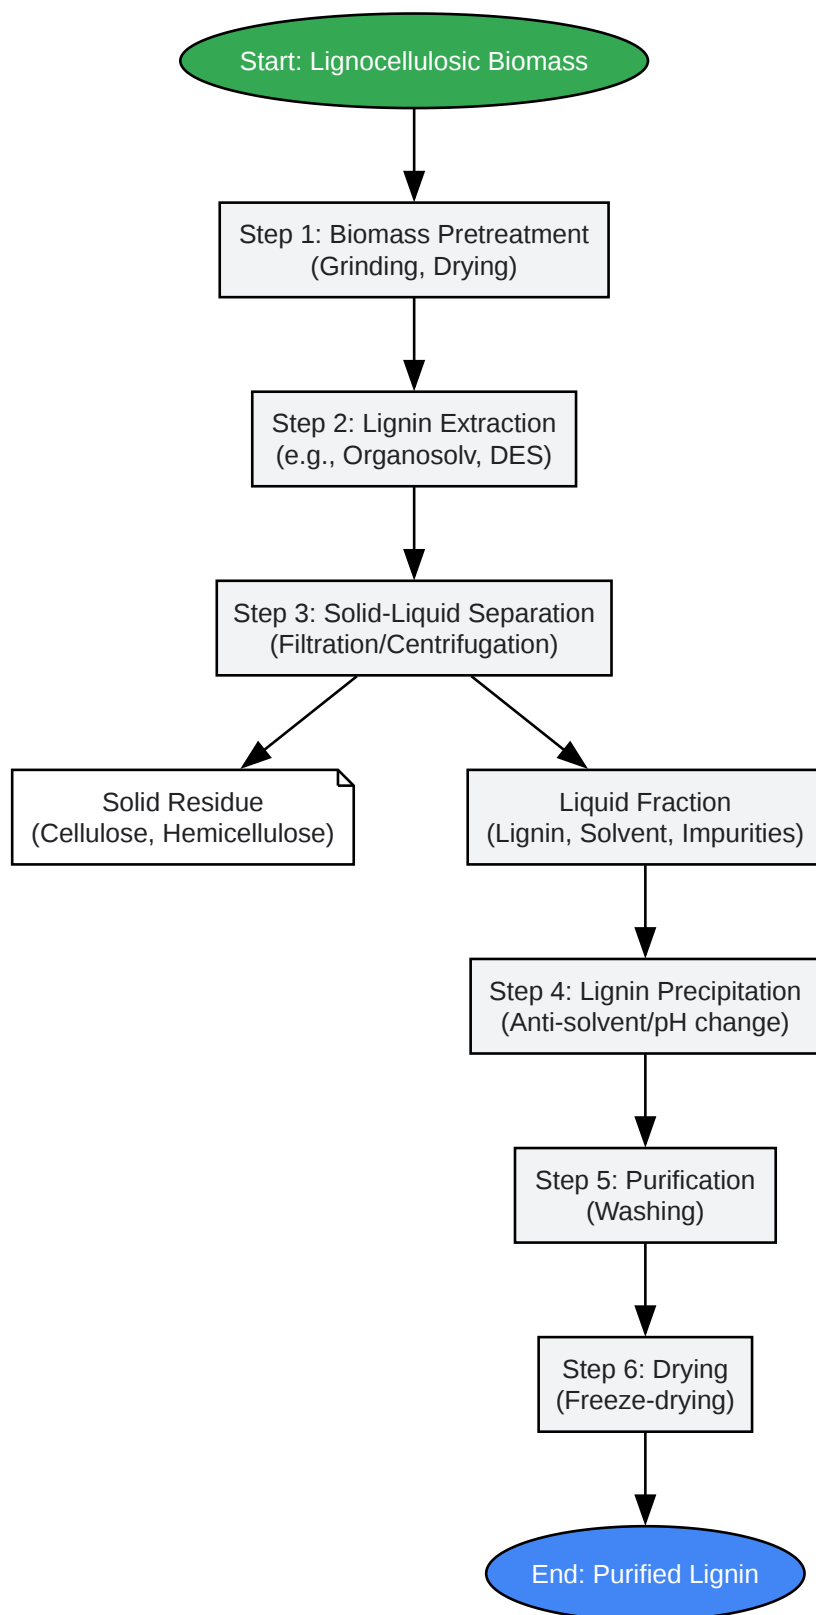 Start: Lignocellulosic Biomass
Step 1: Biomass Pretreatment
(Grinding, Drying)
Step 2: Lignin Extraction
(e.g., Organosolv, DES)
Step 3: Solid-Liquid Separation
(Filtration/Centrifugation)
Solid Residue
(Cellulose, Hemicellulose)
Liquid Fraction
(Lignin, Solvent, Impurities)
Step 4: Lignin Precipitation
(Anti-solvent/pH change)
Step 5: Purification
(Washing)
Step 6: Drying
(Freeze-drying)
End: Purified Lignin